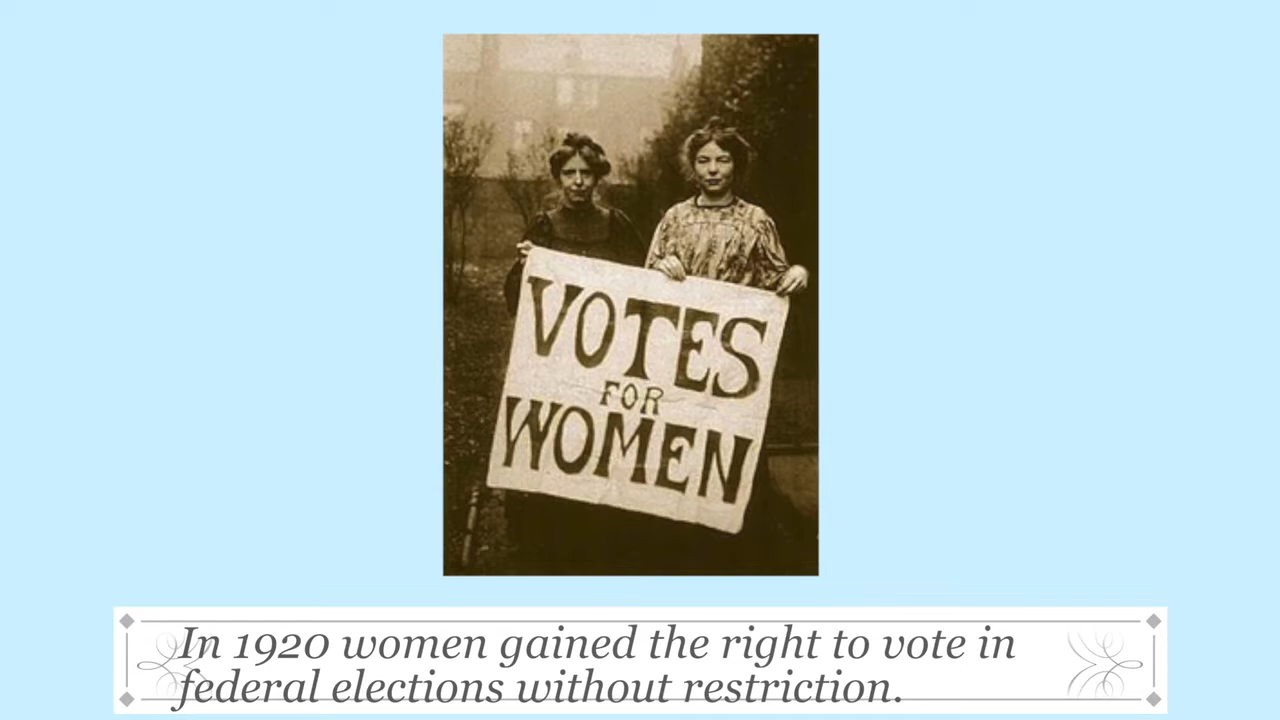 VOTES
FOR
WOMEN
In 1920 women gained the right to vote in
federal elections without restriction.